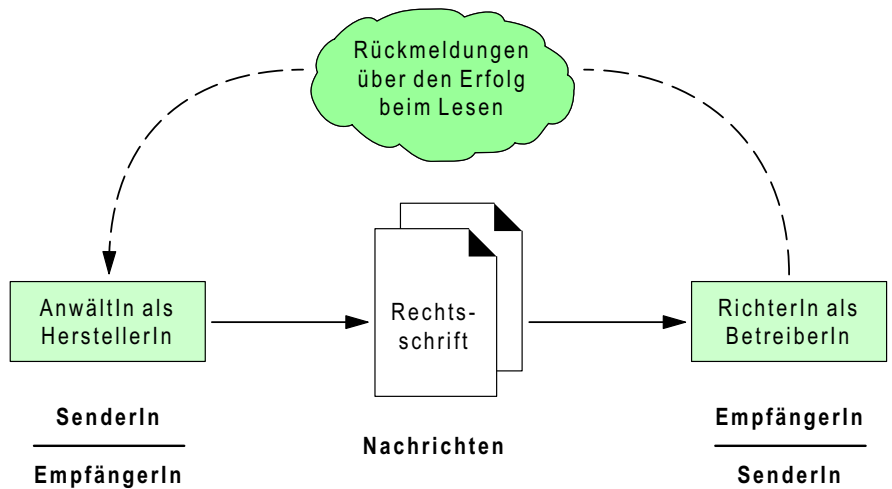 Rückmeldungen
über den Erfolg
beim Lesen
AnwältIn als
HerstellerIn
Rechts-
schrift
RichterIn als
BetreiberIn
SenderIn
EmpfängerIn
Nachrichten
EmpfängerIn
SenderIn